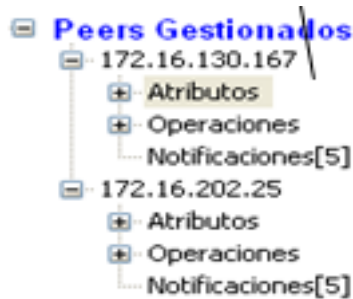 Peers Gestionados
172.16.130.167
Atributos
Operaciones
Notificaciones[5]
172.16.202.25
Atributos
Operaciones
Notificaciones[5]